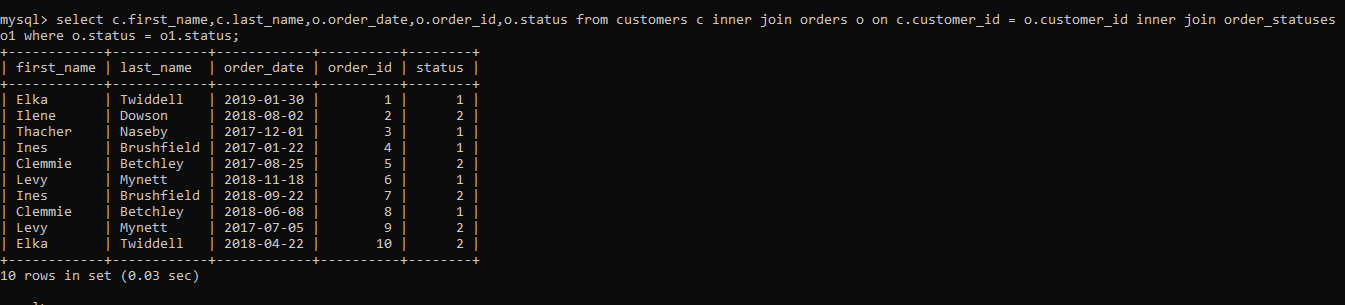 mysql> select c.first_name,c.last_name,o.order_date,o.order_id,o.status from customers c inner join orders o on c.customer_id = o.customer_id inner join order_statuses
o1 where o.status = o1.status;
+------------+------------+------------+----------+--------+
| first_name | last_name  | order_date | order_id | status |
+------------+------------+------------+----------+--------+
| Elka       | Twiddell   | 2019-01-30 |        1 |      1 |
| Ilene      | Dowson     | 2018-08-02 |        2 |      2 |
| Thacher    | Naseby     | 2017-12-01 |        3 |      1 |
| Ines       | Brushfield | 2017-01-22 |        4 |      1 |
| Clemmie    | Betchley   | 2017-08-25 |        5 |      2 |
| Levy       | Mynett     | 2018-11-18 |        6 |      1 |
| Ines       | Brushfield | 2018-09-22 |        7 |      2 |
| Clemmie    | Betchley   | 2018-06-08 |        8 |      1 |
| Levy       | Mynett     | 2017-07-05 |        9 |      2 |
| Elka       | Twiddell   | 2018-04-22 |       10 |      2 |
+------------+------------+------------+----------+--------+
10 rows in set (0.03 sec)